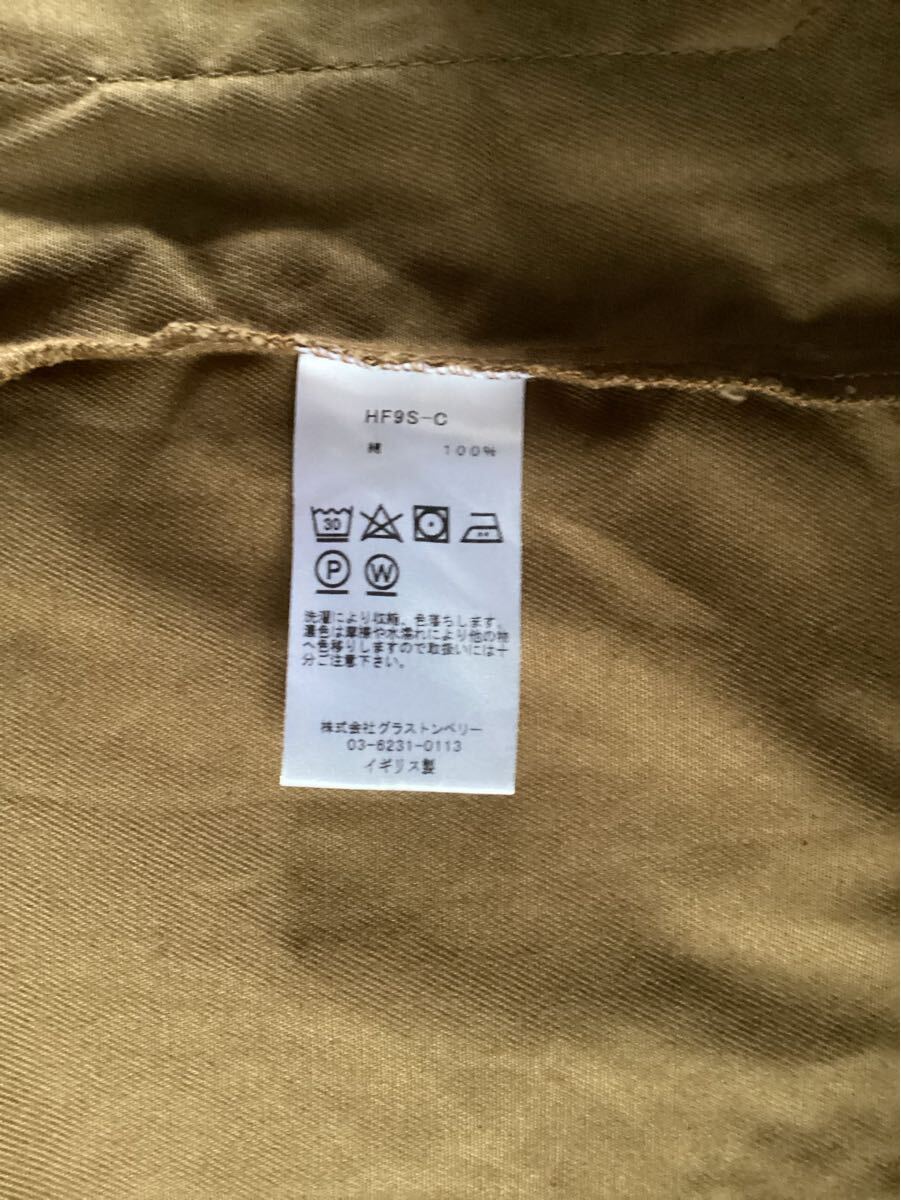 HF9S-C
綿 100%
30
P W
洗濯により収縮、色落ちします。
濃色は摩擦や水濡れにより他の物
へ色移りしますので取扱いには十
分ご注意下さい。
株式会社グラストンベリー
03-6231-0113
イギリス製